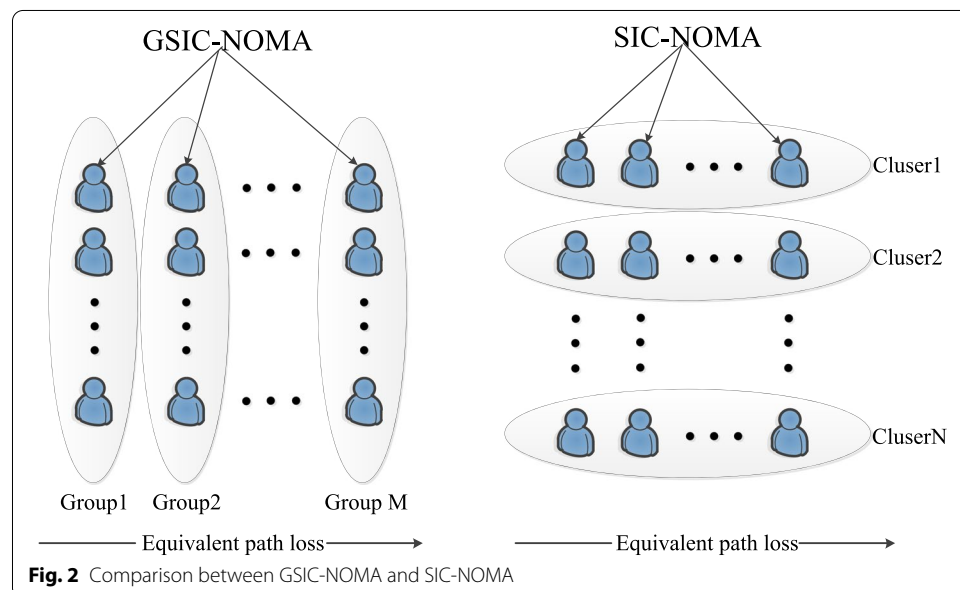 GSIC-NOMA
SIC-NOMA
Cluser1
Cluser2
CluserN
Group1 Group2 Group M
Equivalent path loss
Equivalent path loss
Fig. 2 Comparison between GSIC-NOMA and SIC-NOMA